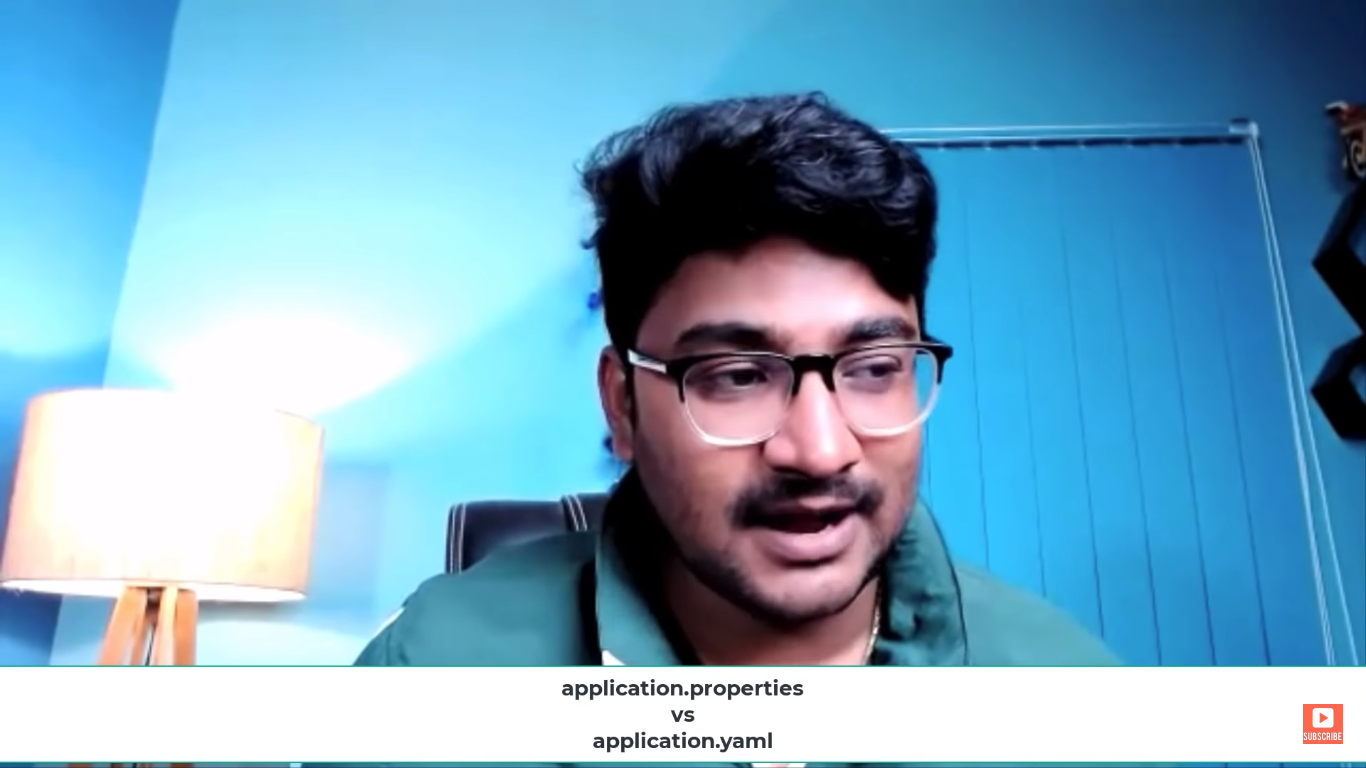 application.properties
vs
application.yaml
SUBSCRIBE